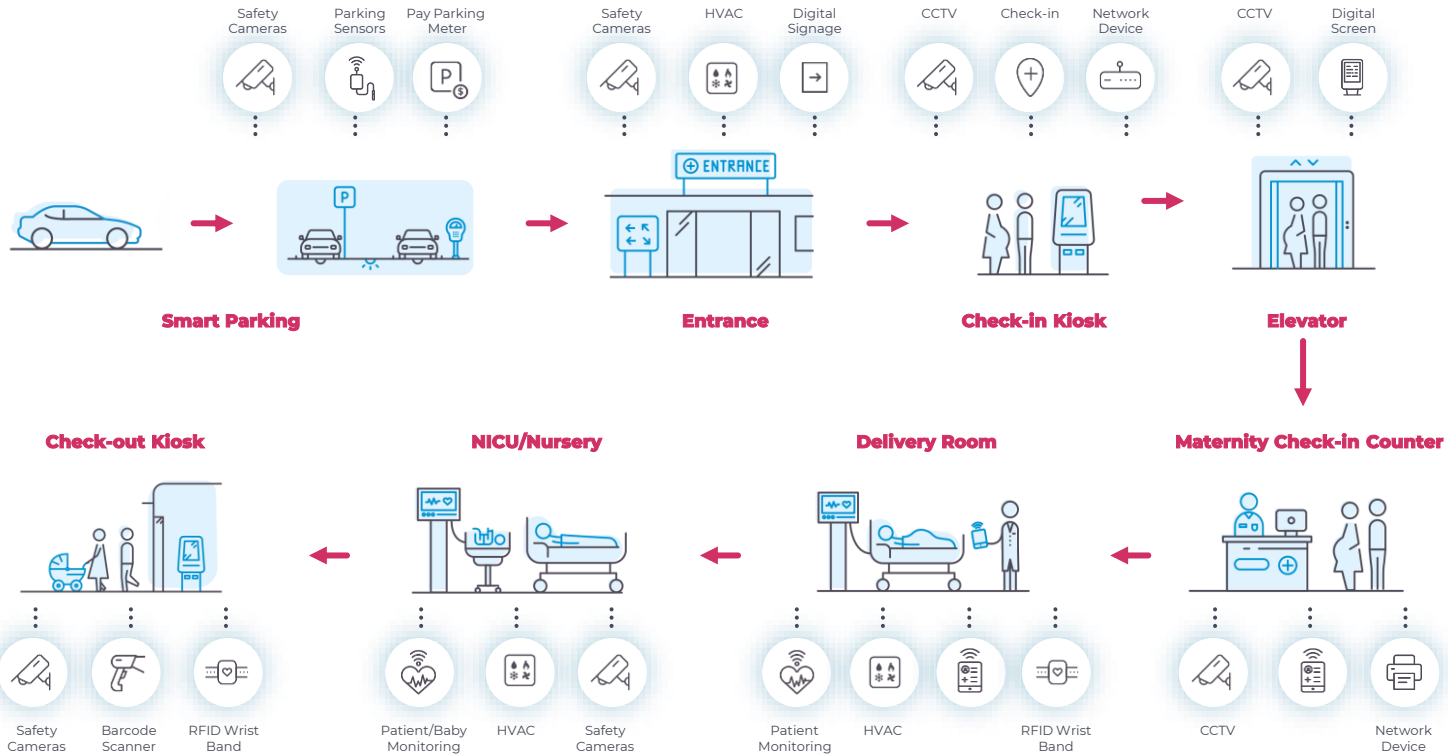 Safety
Cameras
Parking
Sensors
Pay Parking
Meter
Safety
Cameras
HVAC
Digital
Signage
CCTV
Check-in
Network
Device
CCTV
Digital
Screen
P
$
P
ENTRANCE
Smart Parking
Entrance
Check-in Kiosk
Elevator
Check-out Kiosk
NICU/Nursery
Delivery Room
Maternity Check-in Counter
Safety
Cameras
Barcode
Scanner
RFID Wrist
Band
Patient/Baby
Monitoring
HVAC
Safety
Cameras
Patient
Monitoring
HVAC
RFID Wrist
Band
CCTV
Network
Device